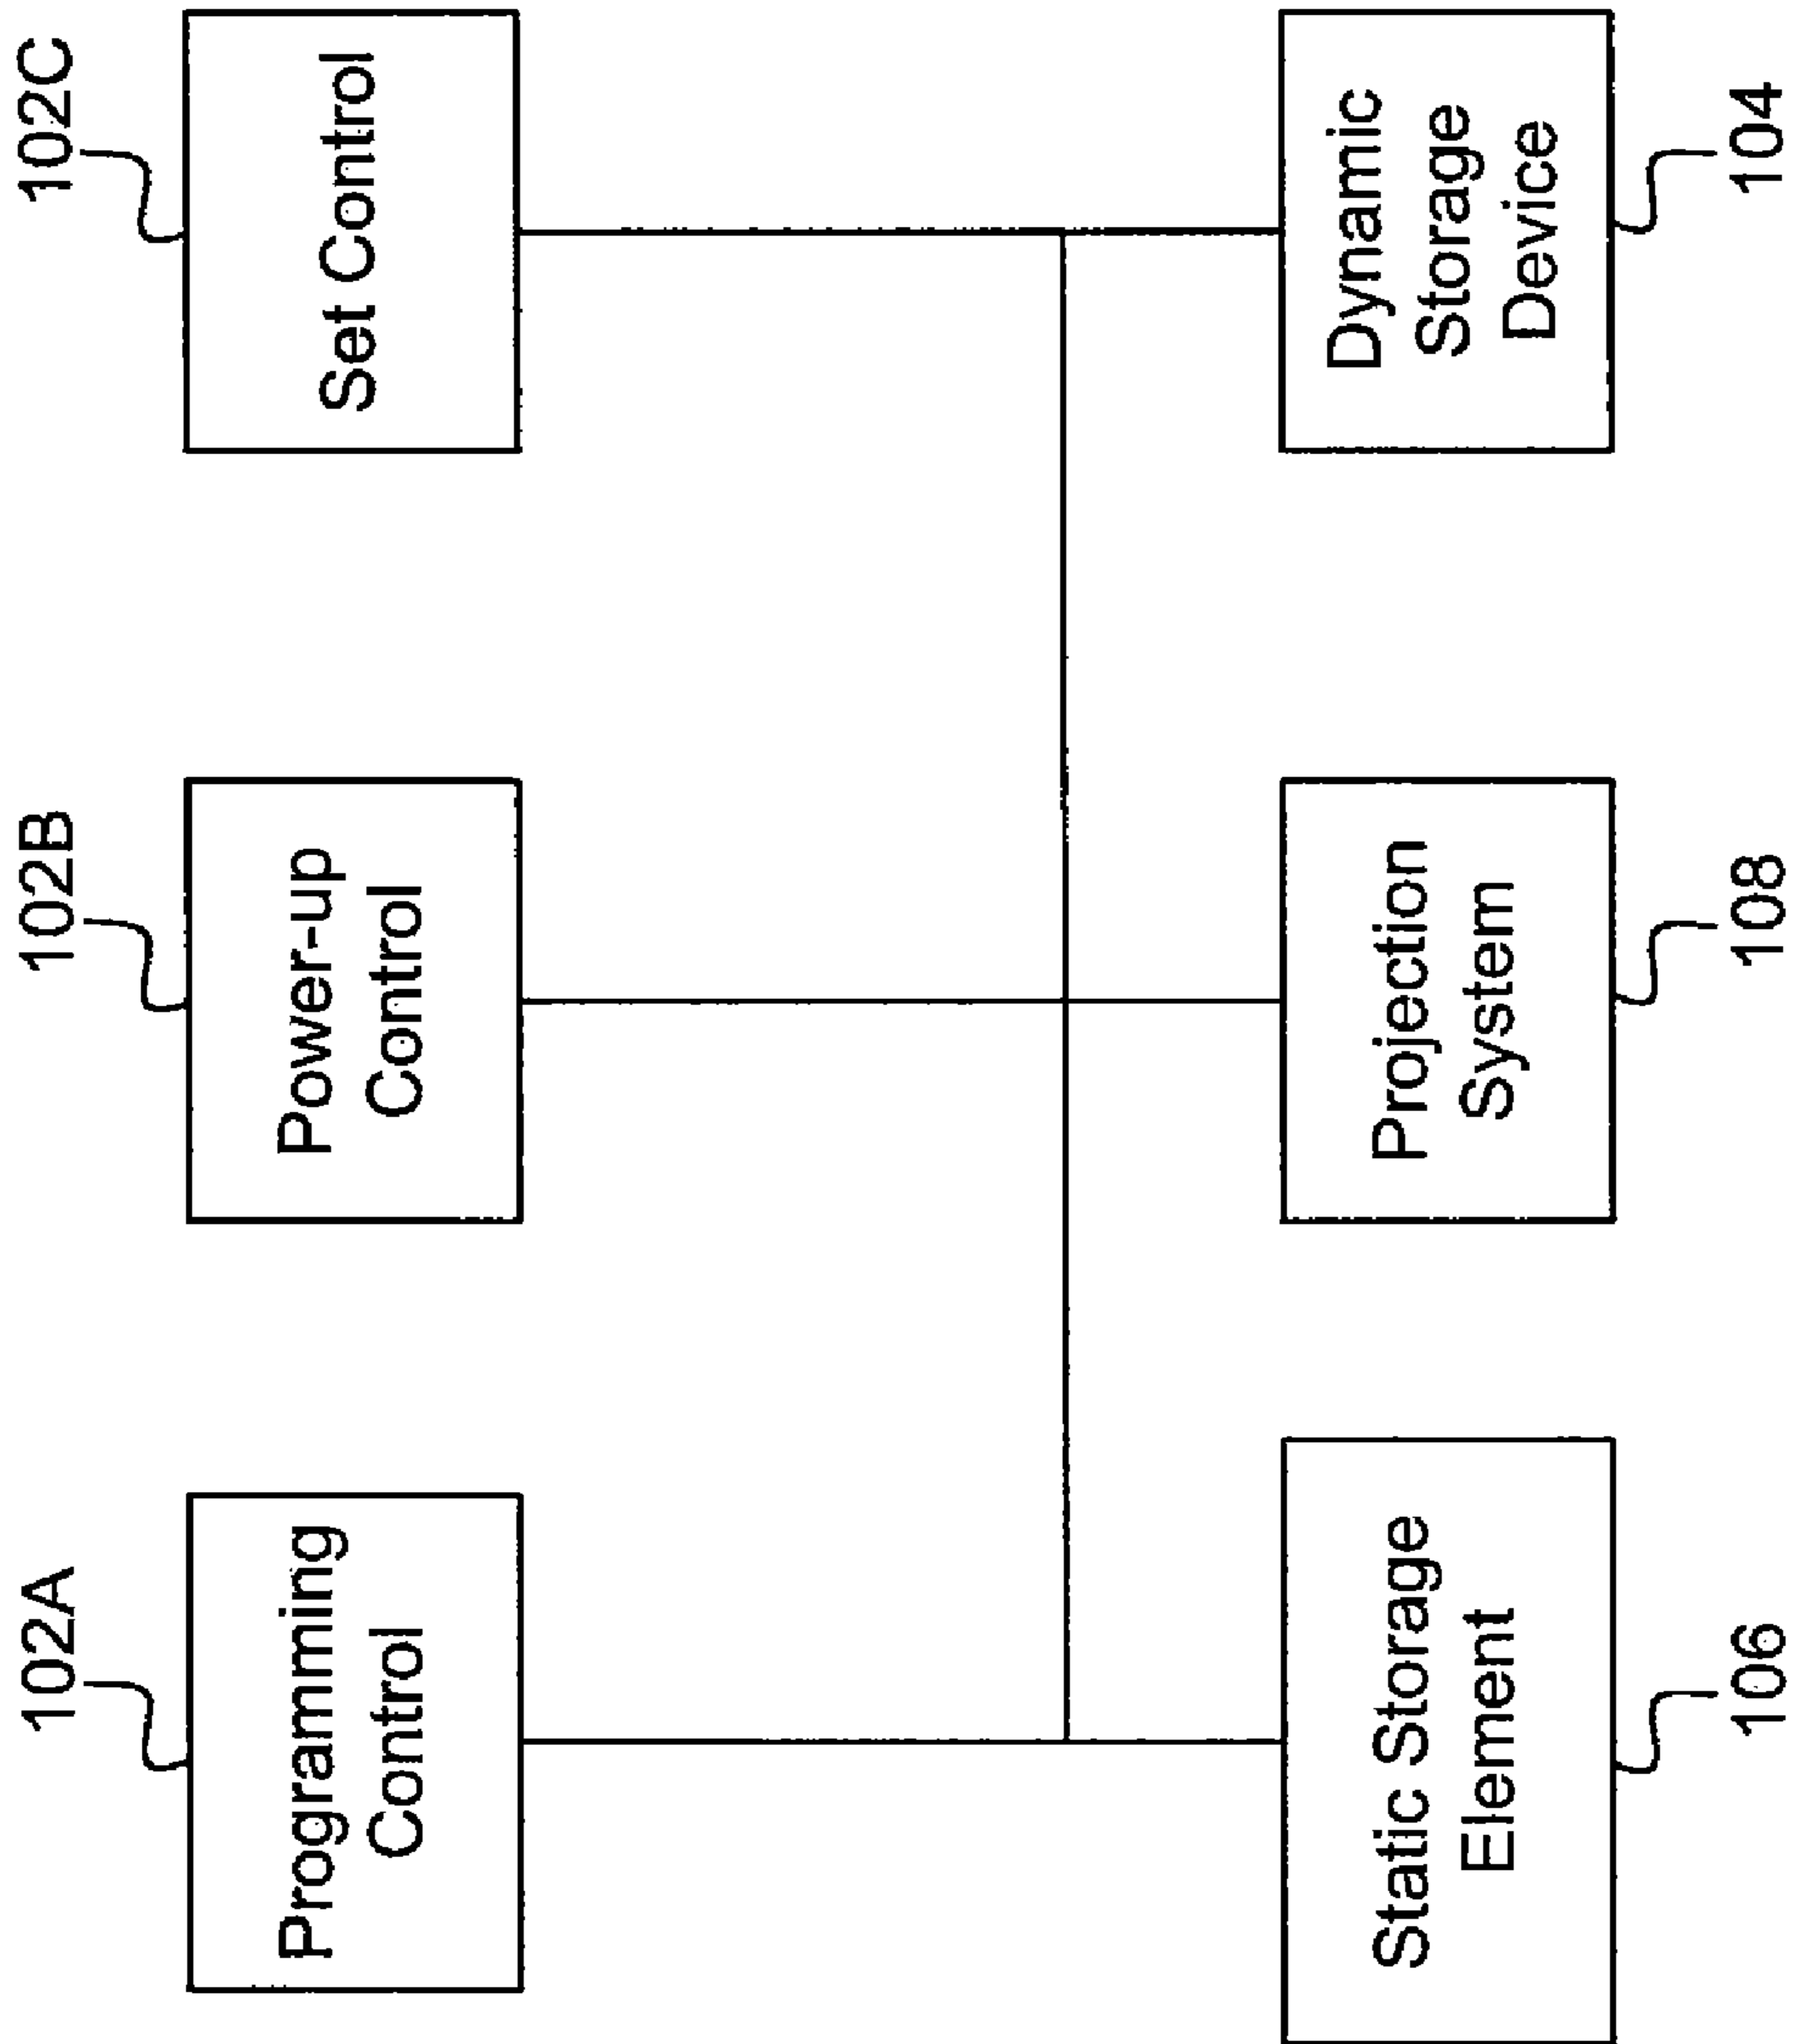 102A
102B
102C
Programming
Control
Power-up
Control
Set Control
Static Storage
Element
Projection
System
Dynamic
Storage
Device
106
108
104